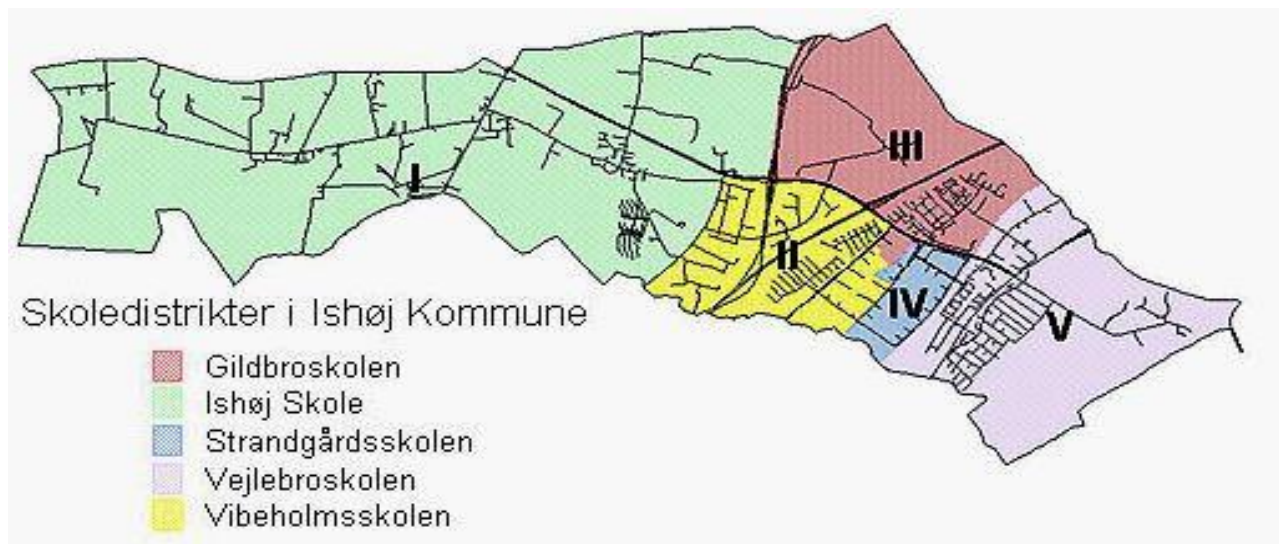 III
I
II
IV
V
Skoledistrikter i Ishøj Kommune
Gildbroskolen
Ishøj Skole
Strandgårdsskolen
Vejlebroskolen
Vibeholmsskolen